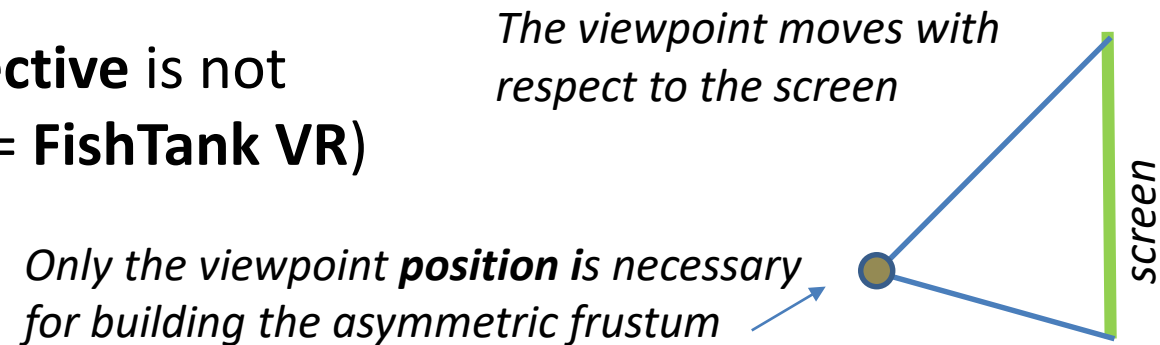 The viewpoint moves with
respect to the screen
ective is not
= FishTank VR)
Only the viewpoint position is necessary
for building the asymmetric frustum
screen